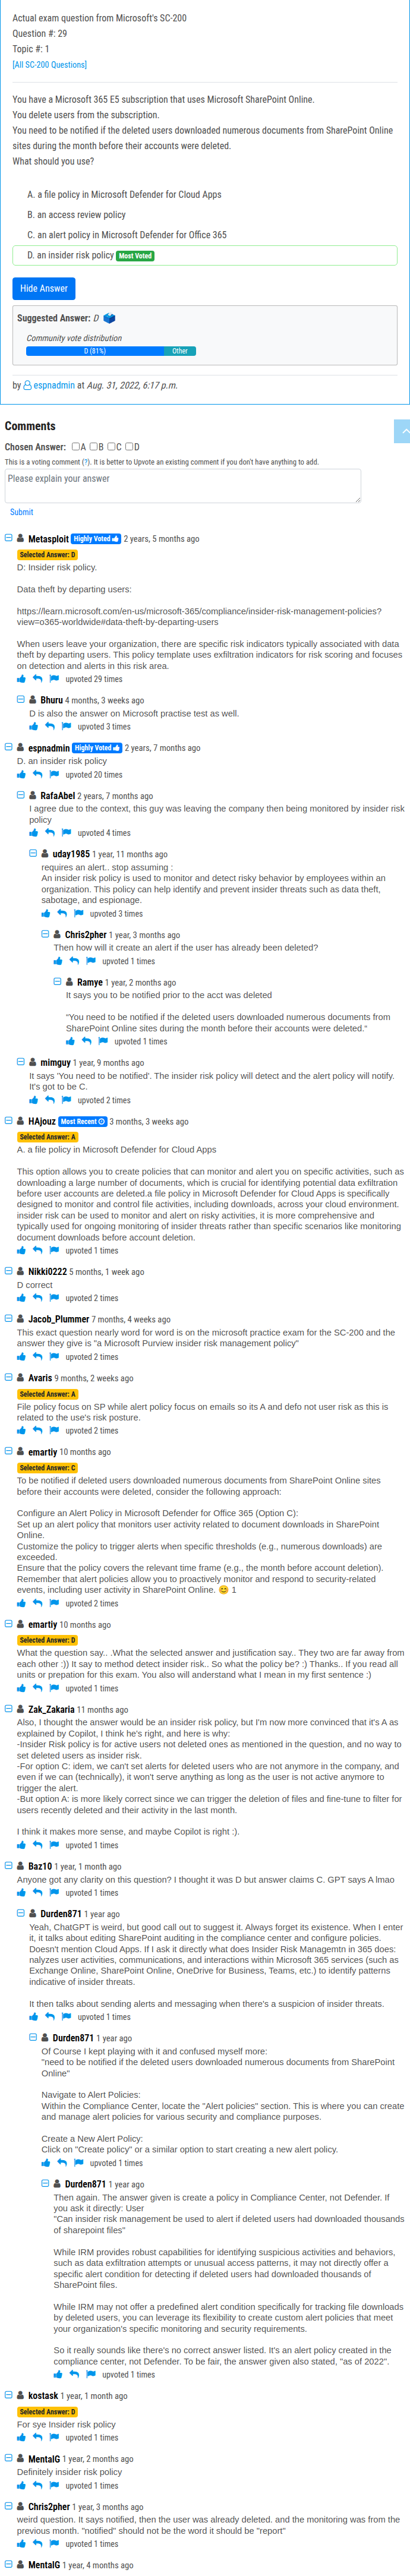 Actual exam question from Microsoft's SC-200
Question #: 29
Topic #: 1
[All SC-200 Questions]
You have a Microsoft 365 E5 subscription that uses Microsoft SharePoint Online.
You delete users from the subscription.
You need to be notified if the deleted users downloaded numerous documents from SharePoint Online
sites during the month before their accounts were deleted.
What should you use?
A. a file policy in Microsoft Defender for Cloud Apps
B. an access review policy
C. an alert policy in Microsoft Defender for Office 365
D. an insider risk policy Most Voted
Hide Answer
Suggested Answer: D
Community vote distribution
D (81%) Other
by espnadmin at Aug. 31, 2022, 6:17 p.m.
Comments
Chosen Answer: A B C D
This is a voting comment (?). It is better to Upvote an existing comment if you don't have anything to add.
Please explain your answer
Submit
Metasploit Highly Voted 2 years, 5 months ago
Selected Answer: D
D: Insider risk policy.
Data theft by departing users:
https://learn.microsoft.com/en-us/microsoft-365/compliance/insider-risk-management-policies?
view=o365-worldwide#data-theft-by-departing-users
When users leave your organization, there are specific risk indicators typically associated with data
theft by departing users. This policy template uses exfiltration indicators for risk scoring and focuses
on detection and alerts in this risk area.
upvoted 29 times
Bhuru 4 months, 3 weeks ago
D is also the answer on Microsoft practise test as well.
upvoted 3 times
espnadmin Highly Voted 2 years, 7 months ago
D. an insider risk policy
upvoted 20 times
RafaAbel 2 years, 7 months ago
I agree due to the context, this guy was leaving the company then being monitored by insider risk
policy
upvoted 4 times
uday1985 1 year, 11 months ago
requires an alert.. stop assuming :
An insider risk policy is used to monitor and detect risky behavior by employees within an
organization. This policy can help identify and prevent insider threats such as data theft,
sabotage, and espionage.
upvoted 3 times
Chris2pher 1 year, 3 months ago
Then how will it create an alert if the user has already been deleted?
upvoted 1 times
Ramye 1 year, 2 months ago
It says you to be notified prior to the acct was deleted
"You need to be notified if the deleted users downloaded numerous documents from
SharePoint Online sites during the month before their accounts were deleted."
upvoted 1 times
mimguy 1 year, 9 months ago
It says 'You need to be notified'. The insider risk policy will detect and the alert policy will notify.
It's got to be C.
upvoted 2 times
HAjouz Most Recent 3 months, 3 weeks ago
Selected Answer: A
A. a file policy in Microsoft Defender for Cloud Apps
This option allows you to create policies that can monitor and alert you on specific activities, such as
downloading a large number of documents, which is crucial for identifying potential data exfiltration
before user accounts are deleted.a file policy in Microsoft Defender for Cloud Apps is specifically
designed to monitor and control file activities, including downloads, across your cloud environment.
insider risk can be used to monitor and alert on risky activities, it is more comprehensive and
typically used for ongoing monitoring of insider threats rather than specific scenarios like monitoring
document downloads before account deletion.
upvoted 1 times
Nikki0222 5 months, 1 week ago
D correct
upvoted 2 times
Jacob_Plummer 7 months, 4 weeks ago
This exact question nearly word for word is on the microsoft practice exam for the SC-200 and the
answer they give is "a Microsoft Purview insider risk management policy"
upvoted 2 times
Avaris 9 months, 2 weeks ago
Selected Answer: A
File policy focus on SP while alert policy focus on emails so its A and defo not user risk as this is
related to the use's risk posture.
upvoted 2 times
emartiy 10 months ago
Selected Answer: C
To be notified if deleted users downloaded numerous documents from SharePoint Online sites
before their accounts were deleted, consider the following approach:
Configure an Alert Policy in Microsoft Defender for Office 365 (Option C):
Set up an alert policy that monitors user activity related to document downloads in SharePoint
Online.
Customize the policy to trigger alerts when specific thresholds (e.g., numerous downloads) are
exceeded.
Ensure that the policy covers the relevant time frame (e.g., the month before account deletion).
Remember that alert policies allow you to proactively monitor and respond to security-related
events, including user activity in SharePoint Online. 😊 1
upvoted 2 times
emartiy 10 months ago
Selected Answer: D
What the question say.. .What the selected answer and justification say.. They two are far away from
each other :)) It say to method detect insider risk.. So what the policy be? :) Thanks.. If you read all
units or prepation for this exam. You also will anderstand what I mean in my first sentence :)
upvoted 1 times
Zak_Zakaria 11 months ago
Also, I thought the answer would be an insider risk policy, but I'm now more convinced that it's A as
explained by Copilot, I think he's right, and here is why:
-Insider Risk policy is for active users not deleted ones as mentioned in the question, and no way to
set deleted users as insider risk.
-For option C: idem, we can't set alerts for deleted users who are not anymore in the company, and
even if we can (technically), it won't serve anything as long as the user is not active anymore to
trigger the alert.
-But option A: is more likely correct since we can trigger the deletion of files and fine-tune to filter for
users recently deleted and their activity in the last month.
I think it makes more sense, and maybe Copilot is right :).
upvoted 1 times
Baz10 1 year, 1 month ago
Anyone got any clarity on this question? I thought it was D but answer claims C. GPT says A lmao
upvoted 1 times
Durden871 1 year ago
Yeah, ChatGPT is weird, but good call out to suggest it. Always forget its existence. When I enter
it, it talks about editing SharePoint auditing in the compliance center and configure policies.
Doesn't mention Cloud Apps. If I ask it directly what does Insider Risk Managemtn in 365 does:
nalyzes user activities, communications, and interactions within Microsoft 365 services (such as
Exchange Online, SharePoint Online, OneDrive for Business, Teams, etc.) to identify patterns
indicative of insider threats.
It then talks about sending alerts and messaging when there's a suspicion of insider threats.
upvoted 1 times
Durden871 1 year ago
Of Course I kept playing with it and confused myself more:
"need to be notified if the deleted users downloaded numerous documents from SharePoint
Online"
Navigate to Alert Policies:
Within the Compliance Center, locate the "Alert policies" section. This is where you can create
and manage alert policies for various security and compliance purposes.
Create a New Alert Policy:
Click on "Create policy" or a similar option to start creating a new alert policy.
upvoted 1 times
Durden871 1 year ago
Then again. The answer given is create a policy in Compliance Center, not Defender. If
you ask it directly: User
"Can insider risk management be used to alert if deleted users had downloaded thousands
of sharepoint files"
While IRM provides robust capabilities for identifying suspicious activities and behaviors,
such as data exfiltration attempts or unusual access patterns, it may not directly offer a
specific alert condition for detecting if deleted users had downloaded thousands of
SharePoint files.
While IRM may not offer a predefined alert condition specifically for tracking file downloads
by deleted users, you can leverage its flexibility to create custom alert policies that meet
your organization's specific monitoring and security requirements.
So it really sounds like there's no correct answer listed. It's an alert policy created in the
compliance center, not Defender. To be fair, the answer given also stated, "as of 2022".
upvoted 1 times
kostask 1 year, 1 month ago
Selected Answer: D
For sye Insider risk policy
upvoted 1 times
MentalG 1 year, 2 months ago
Definitely insider risk policy
upvoted 1 times
Chris2pher 1 year, 3 months ago
weird question. It says notified, then the user was already deleted. and the monitoring was from the
previous month. "notified" should not be the word it should be "report"
upvoted 1 times
MentalG 1 year, 4 months ago